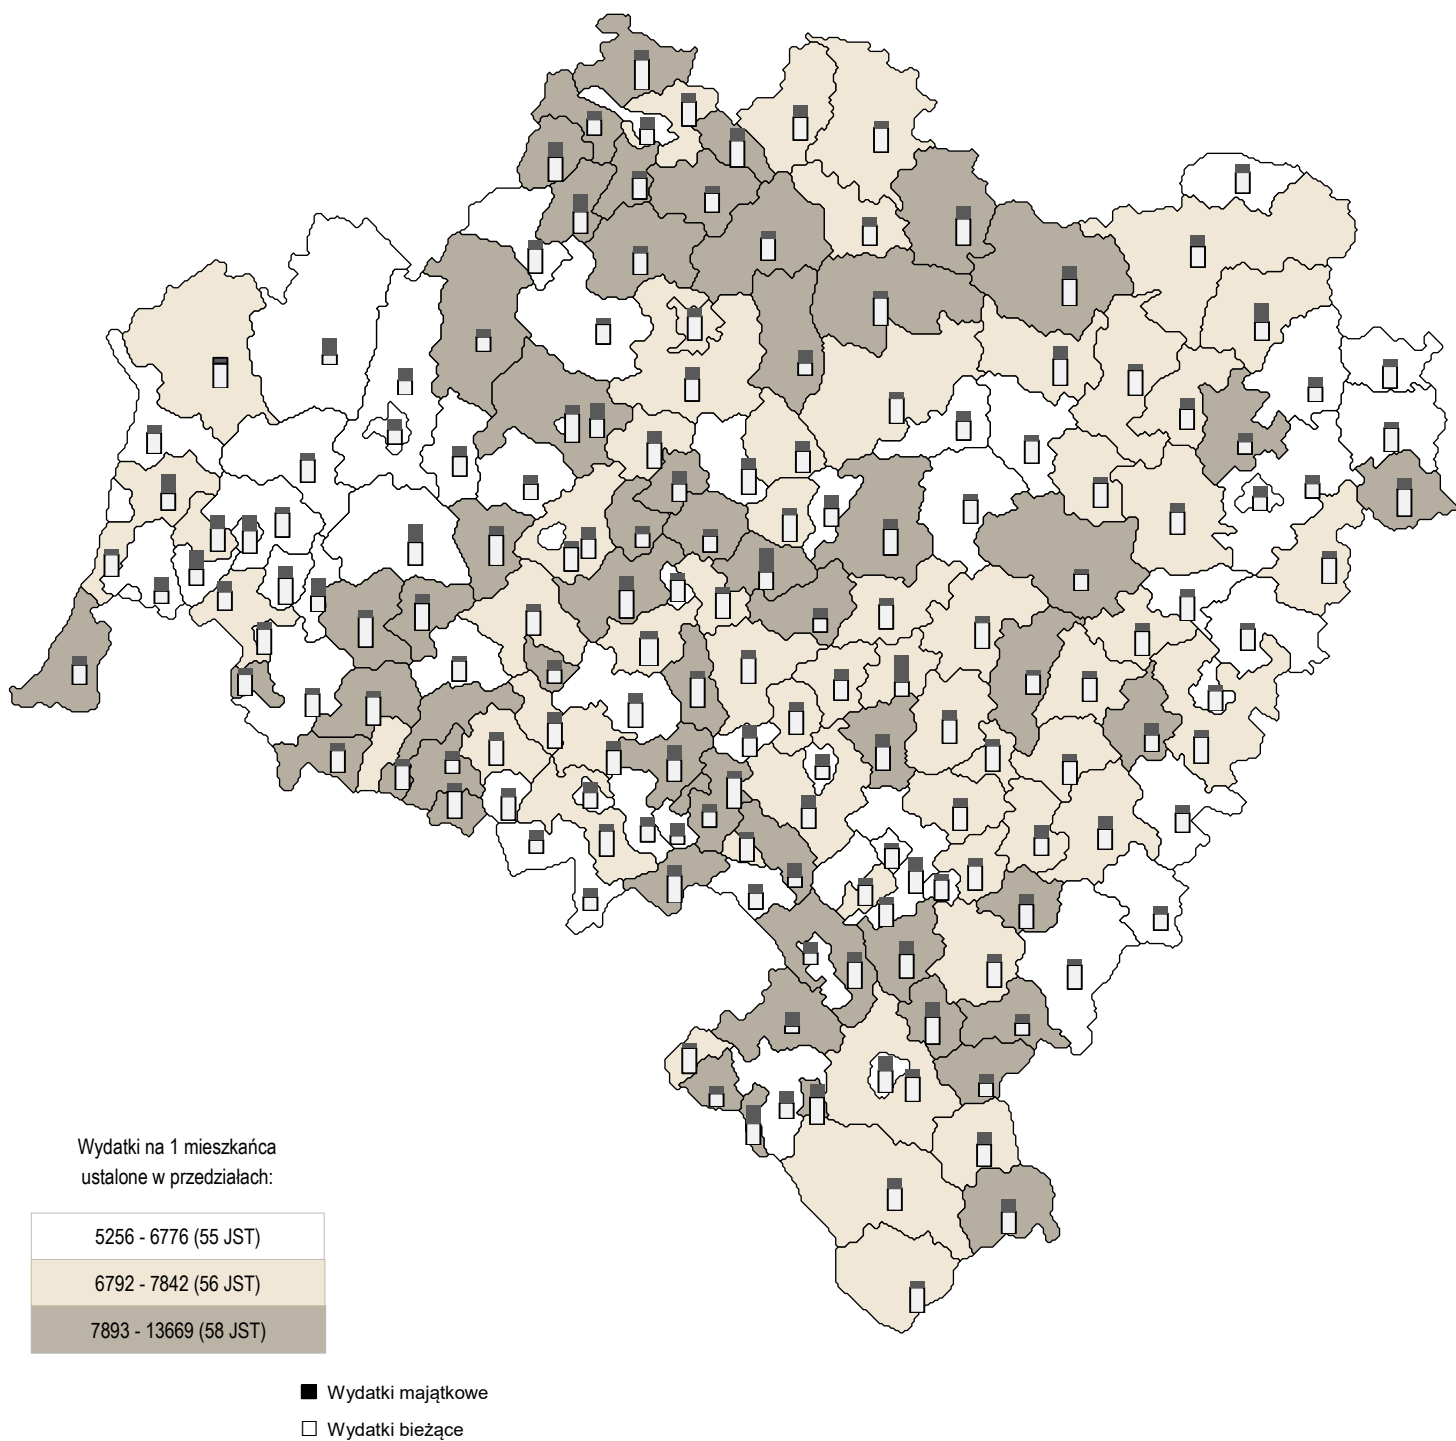 Wydatki na 1 mieszkańca
ustalone w przedziałach:
5256 - 6776 (55 JST)
6792 - 7842 (56 JST)
7893 - 13669 (58 JST)
Wydatki majątkowe
Wydatki bieżące